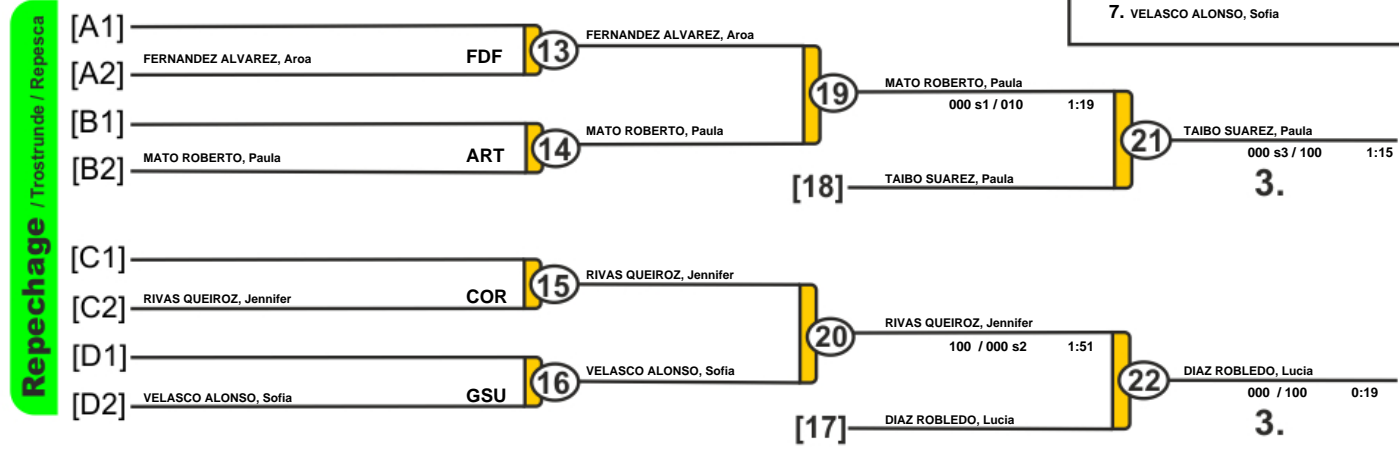 7. VELASCO ALONSO, Sofia
Repechage / Trostrunde / Repesca
[A1]
FERNANDEZ ALVAREZ, Aroa FDF
[A2]
13
FERNANDEZ ALVAREZ, Aroa
[B1]
MATO ROBERTO, Paula ART
[B2]
14
MATO ROBERTO, Paula
19
MATO ROBERTO, Paula
000 s1 / 010 1:19
[18]
TAIBO SUAREZ, Paula
21
TAIBO SUAREZ, Paula
000 s3 / 100 1:15
3.
[C1]
RIVAS QUEIROZ, Jennifer COR
[C2]
15
RIVAS QUEIROZ, Jennifer
[D1]
VELASCO ALONSO, Sofia GSU
[D2]
16
VELASCO ALONSO, Sofia
20
RIVAS QUEIROZ, Jennifer
100 / 000 s2 1:51
[17]
DIAZ ROBLEDO, Lucia
22
DIAZ ROBLEDO, Lucia
000 / 100 0:19
3.